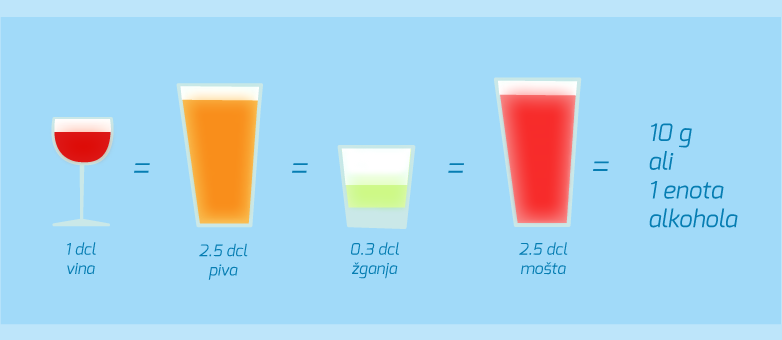 1 dcl
vina
=
2.5 dcl
piva
=
0.3 dcl
žganja
=
2.5 dcl
mošta
=
10 g
ali
1 enota
alkohola